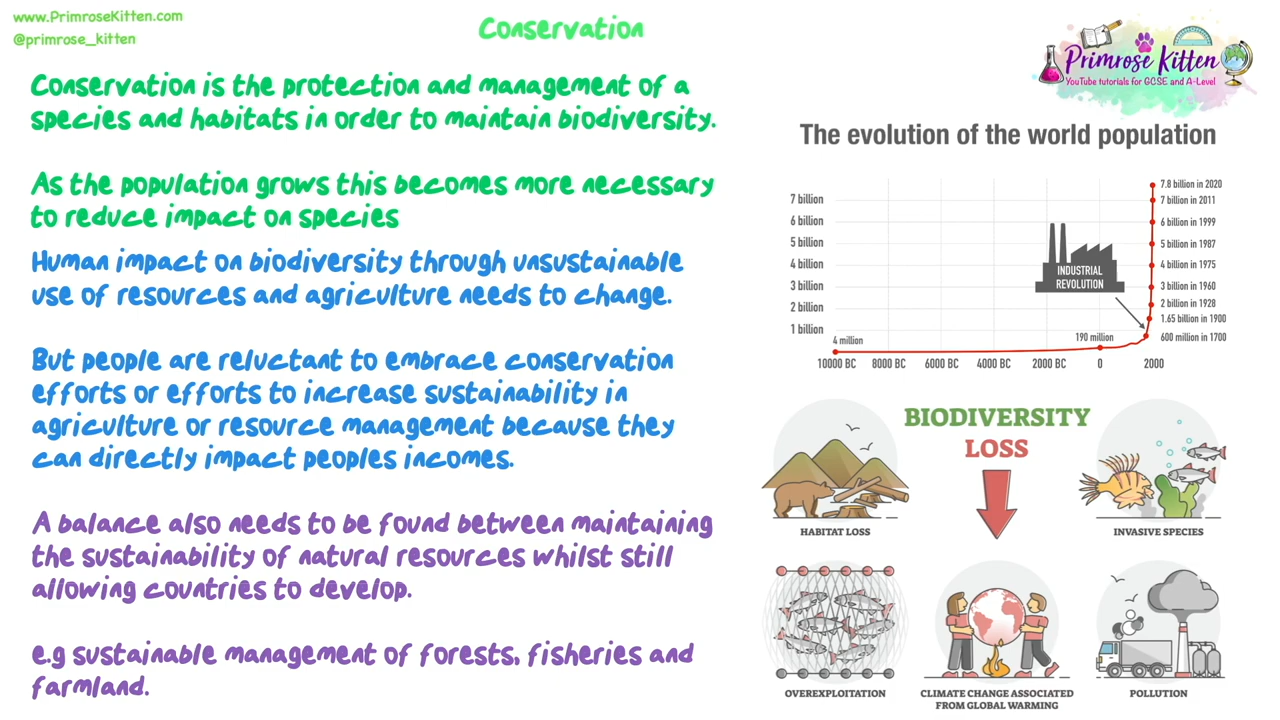 www.PrimroseKitten.com
@primrose_kitten
Conservation
Primrose Kitten
YouTube tutorials for GCSE and A-Level
Conservation is the protection and management of a
species and habitats in order to maintain biodiversity.
As the population grows this becomes more necessary
to reduce impact on species
Human impact on biodiversity through unsustainable
use of resources and agriculture needs to change.
But people are reluctant to embrace conservation
efforts or efforts to increase sustainability in
agriculture or resource management because they
can directly impact peoples incomes.
A balance also needs to be found between maintaining
the sustainability of natural resources whilst still
allowing countries to develop.
e.g sustainable management of forests, fisheries and
farmland.
The evolution of the world population
7 billion
6 billion
5 billion
4 billion
3 billion
2 billion
1 billion
4 million
190 million
INDUSTRIAL
REVOLUTION
7.8 billion in 2020
7 billion in 2011
6 billion in 1999
5 billion in 1987
4 billion in 1975
3 billion in 1960
2 billion in 1928
1.65 billion in 1900
600 million in 1700
10000 BC 8000 BC 6000 BC 4000 BC 2000 BC 0 2000
BIODIVERSITY
LOSS
HABITAT LOSS
INVASIVE SPECIES
OVEREXPLOITATION
CLIMATE CHANGE ASSOCIATED
FROM GLOBAL WARMING
POLLUTION